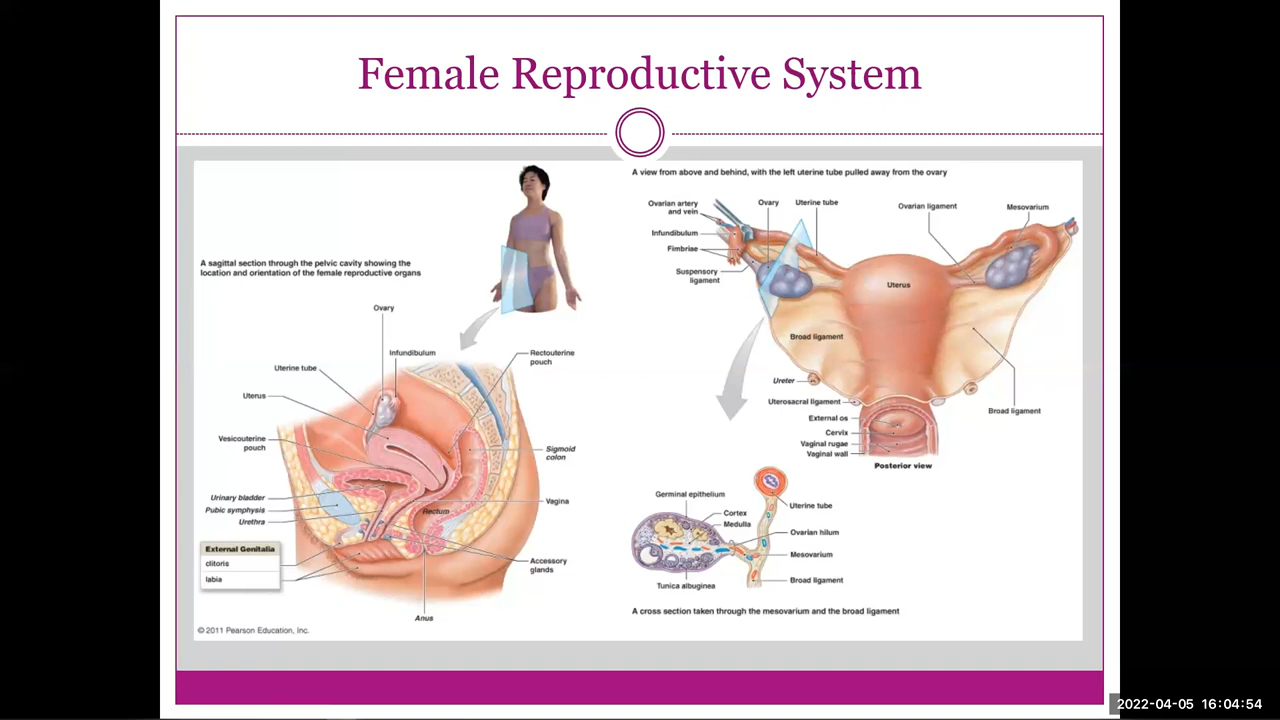 Female Reproductive System
A sagittal section through the pelvic cavity showing the
location and orientation of the female reproductive organs
Ovary
Infundibulum
Uterine tube
Uterus
Vesicouterine
pouch
Urinary bladder
Pubic symphysis
Urethra
External Genitalia
clitoris
labia
Rectouterine
pouch
Sigmoid
colon
Vagina
Rectum
Accessory
glands
Anus
© 2011 Pearson Education, Inc.
A view from above and behind, with the left uterine tube pulled away from the ovary
Ovarian artery
and vein
Ovary
Uterine tube
Ovarian ligament
Mesovarium
Infundibulum
Fimbriae
Suspensory
ligament
Uterus
Broad ligament
Ureter
Uterosacral ligament
Broad ligament
External os
Cervix
Vaginal rugae
Vaginal wall
Posterior view
Germinal epithelium
Cortex
Medulla
Uterine tube
Ovarian hilum
Mesovarium
Broad ligament
Tunica albuginea
A cross section taken through the mesovarium and the broad ligament
2022-04-05 16:04:54